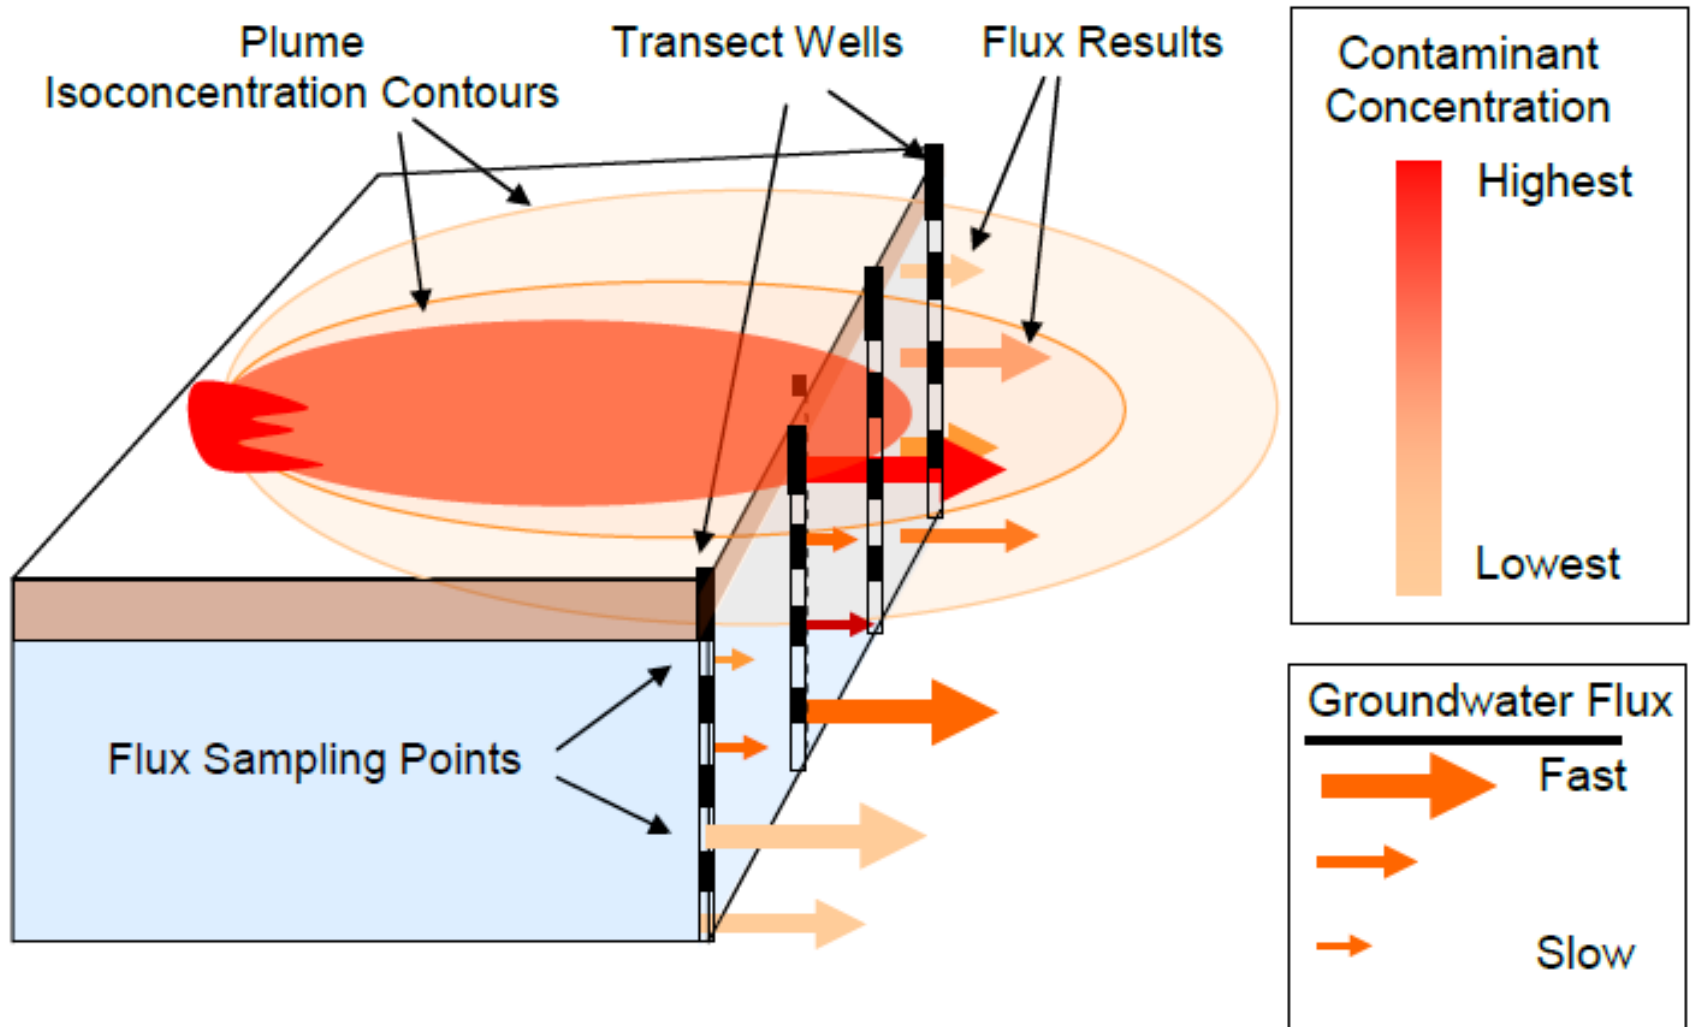 Plume
Isoconcentration Contours
Transect Wells
Flux Results
Contaminant
Concentration
Highest
Lowest
Flux Sampling Points
Groundwater Flux
Fast
Slow